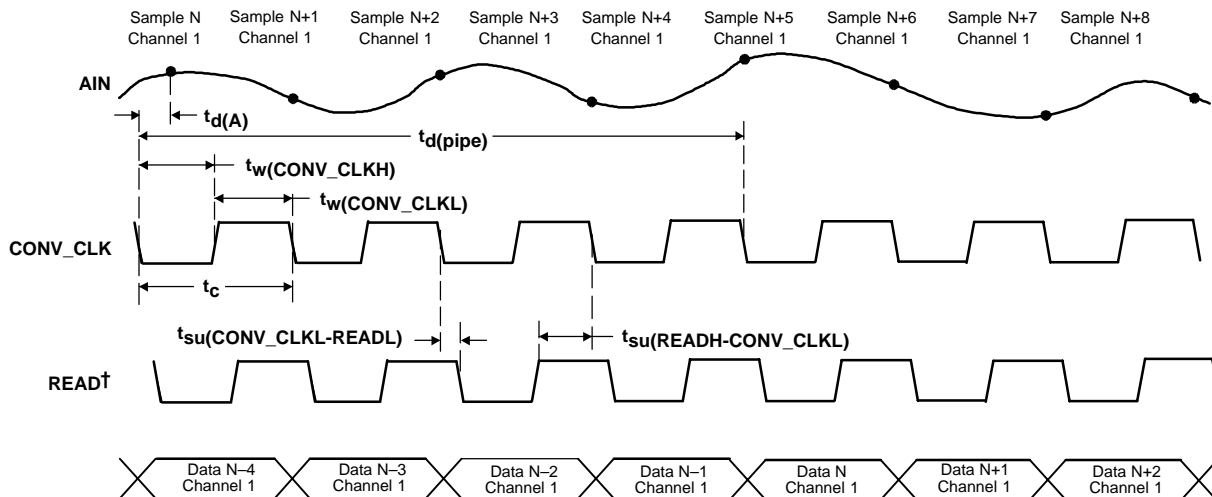 Sample N
Channel 1
Sample N+1
Channel 1
Sample N+2
Channel 1
Sample N+3
Channel 1
Sample N+4
Channel 1
Sample N+5
Channel 1
Sample N+6
Channel 1
Sample N+7
Channel 1
Sample N+8
Channel 1
AIN
td(A)
td(pipe)
tw(CONV_CLKH)
tw(CONV_CLKL)
CONV_CLK
tc
tsu(CONV_CLKL-READL)
tsu(READH-CONV_CLKL)
READ†
Data N–4
Channel 1
Data N–3
Channel 1
Data N–2
Channel 1
Data N–1
Channel 1
Data N
Channel 1
Data N+1
Channel 1
Data N+2
Channel 1